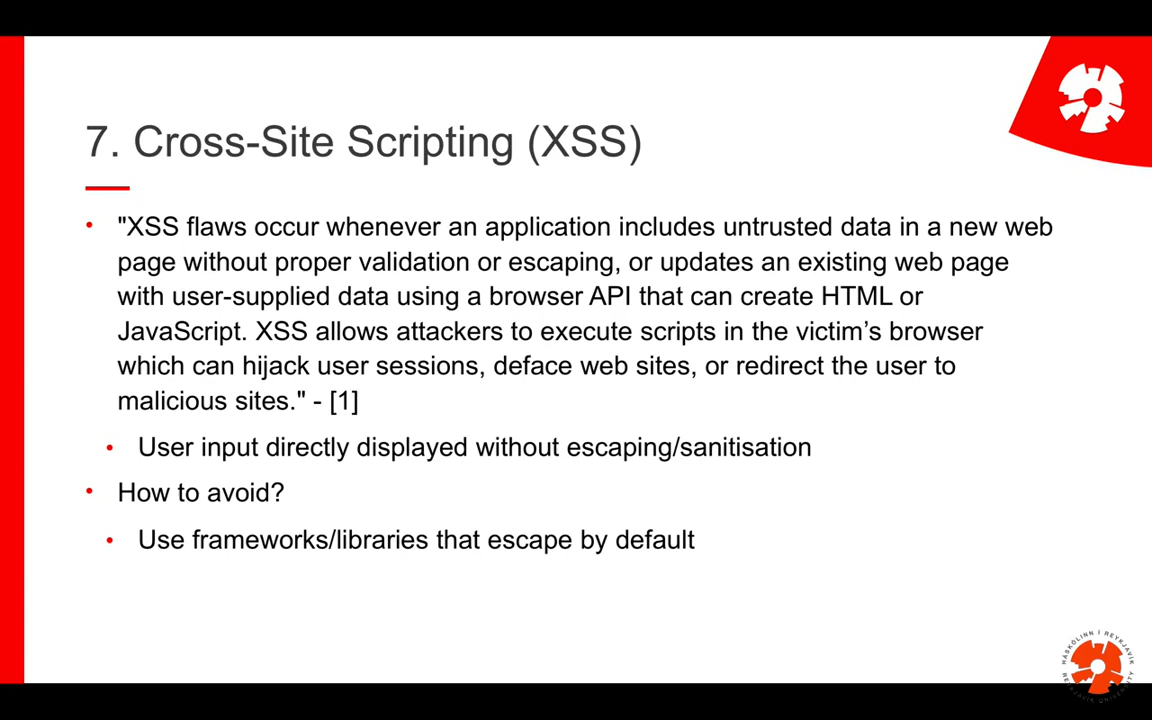 7. Cross-Site Scripting (XSS)
• "XSS flaws occur whenever an application includes untrusted data in a new web
page without proper validation or escaping, or updates an existing web page
with user-supplied data using a browser API that can create HTML or
JavaScript. XSS allows attackers to execute scripts in the victim’s browser
which can hijack user sessions, deface web sites, or redirect the user to
malicious sites." - [1]
• User input directly displayed without escaping/sanitisation
• How to avoid?
• Use frameworks/libraries that escape by default
HÁSKÓLINN Í REYKJAVÍK
REYKJAVIK UNIVERSITY